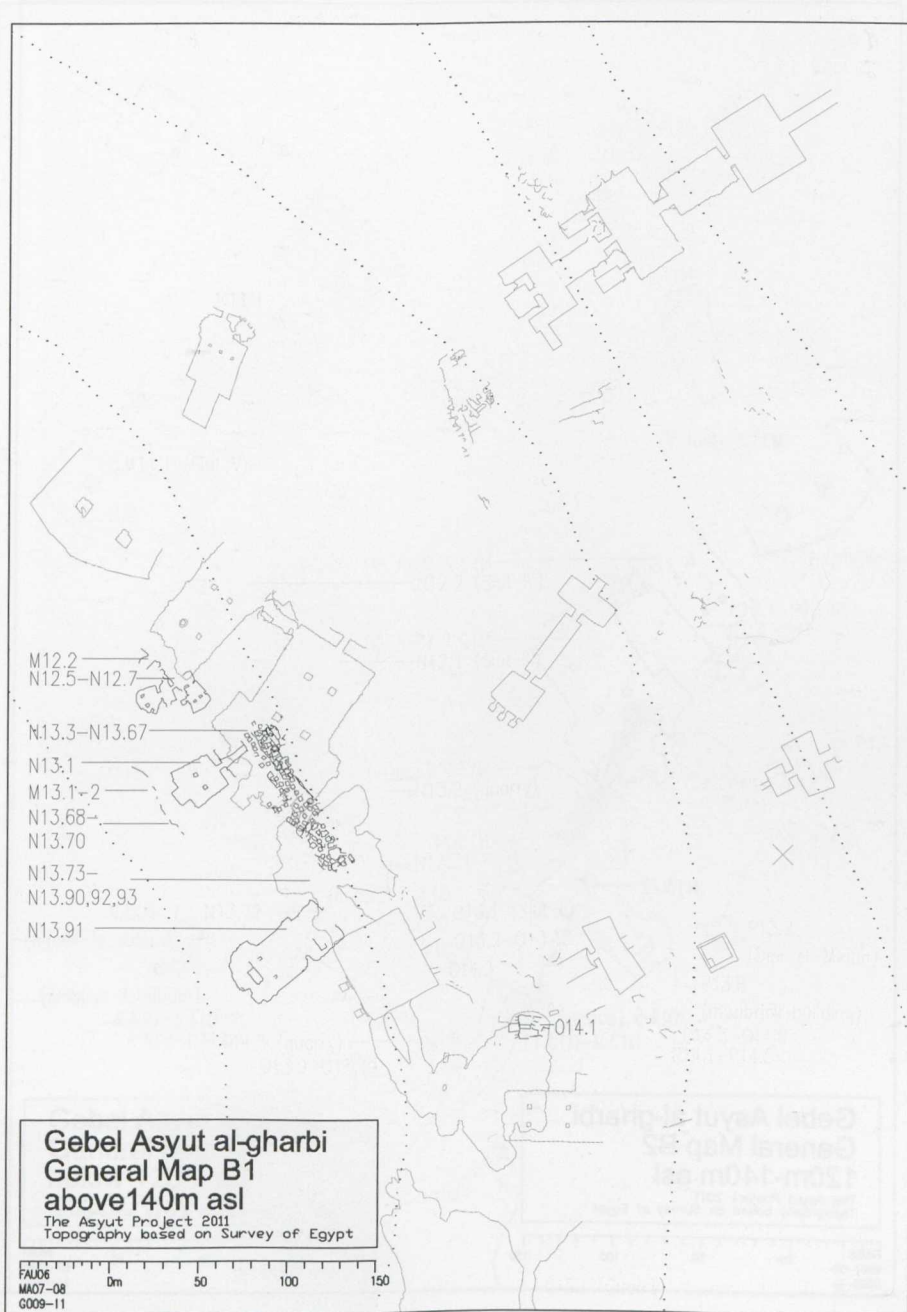 M12.2
N12.5-N12.7
N13.3-N13.67
N13.1
M13.1-2
N13.68-
N13.70
N13.73-
N13.90,92,93
N13.91
O14.1
Gebel Asyut al-gharbi
General Map B1
above140m asl
The Asyut Project 2011
Topography based on Survey of Egypt
FAU06
MA07-08
GO09-11
0m 50 100 150